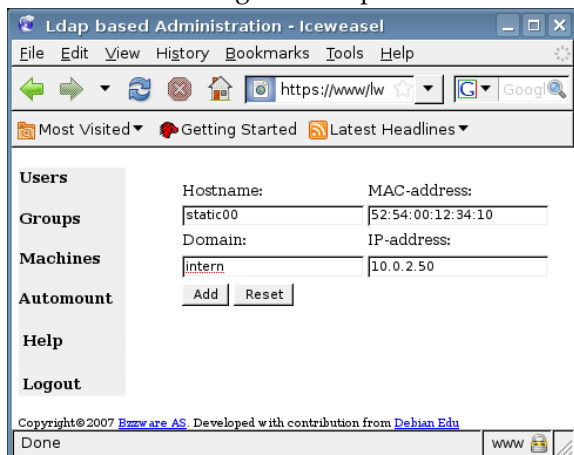 Ldap based Administration - Iceweasel
File Edit View History Bookmarks Tools Help
https://www/lw G Googl
Most Visited Getting Started Latest Headlines
Users
Hostname: MAC-address:
static00 52:54:00:12:34:10
Groups
Domain: IP-address:
Machines
intern 10.0.2.50
Automount
Add Reset
Help
Logout
Copyright©2007 Bzzware AS. Developed with contribution from Debian Edu
Done www